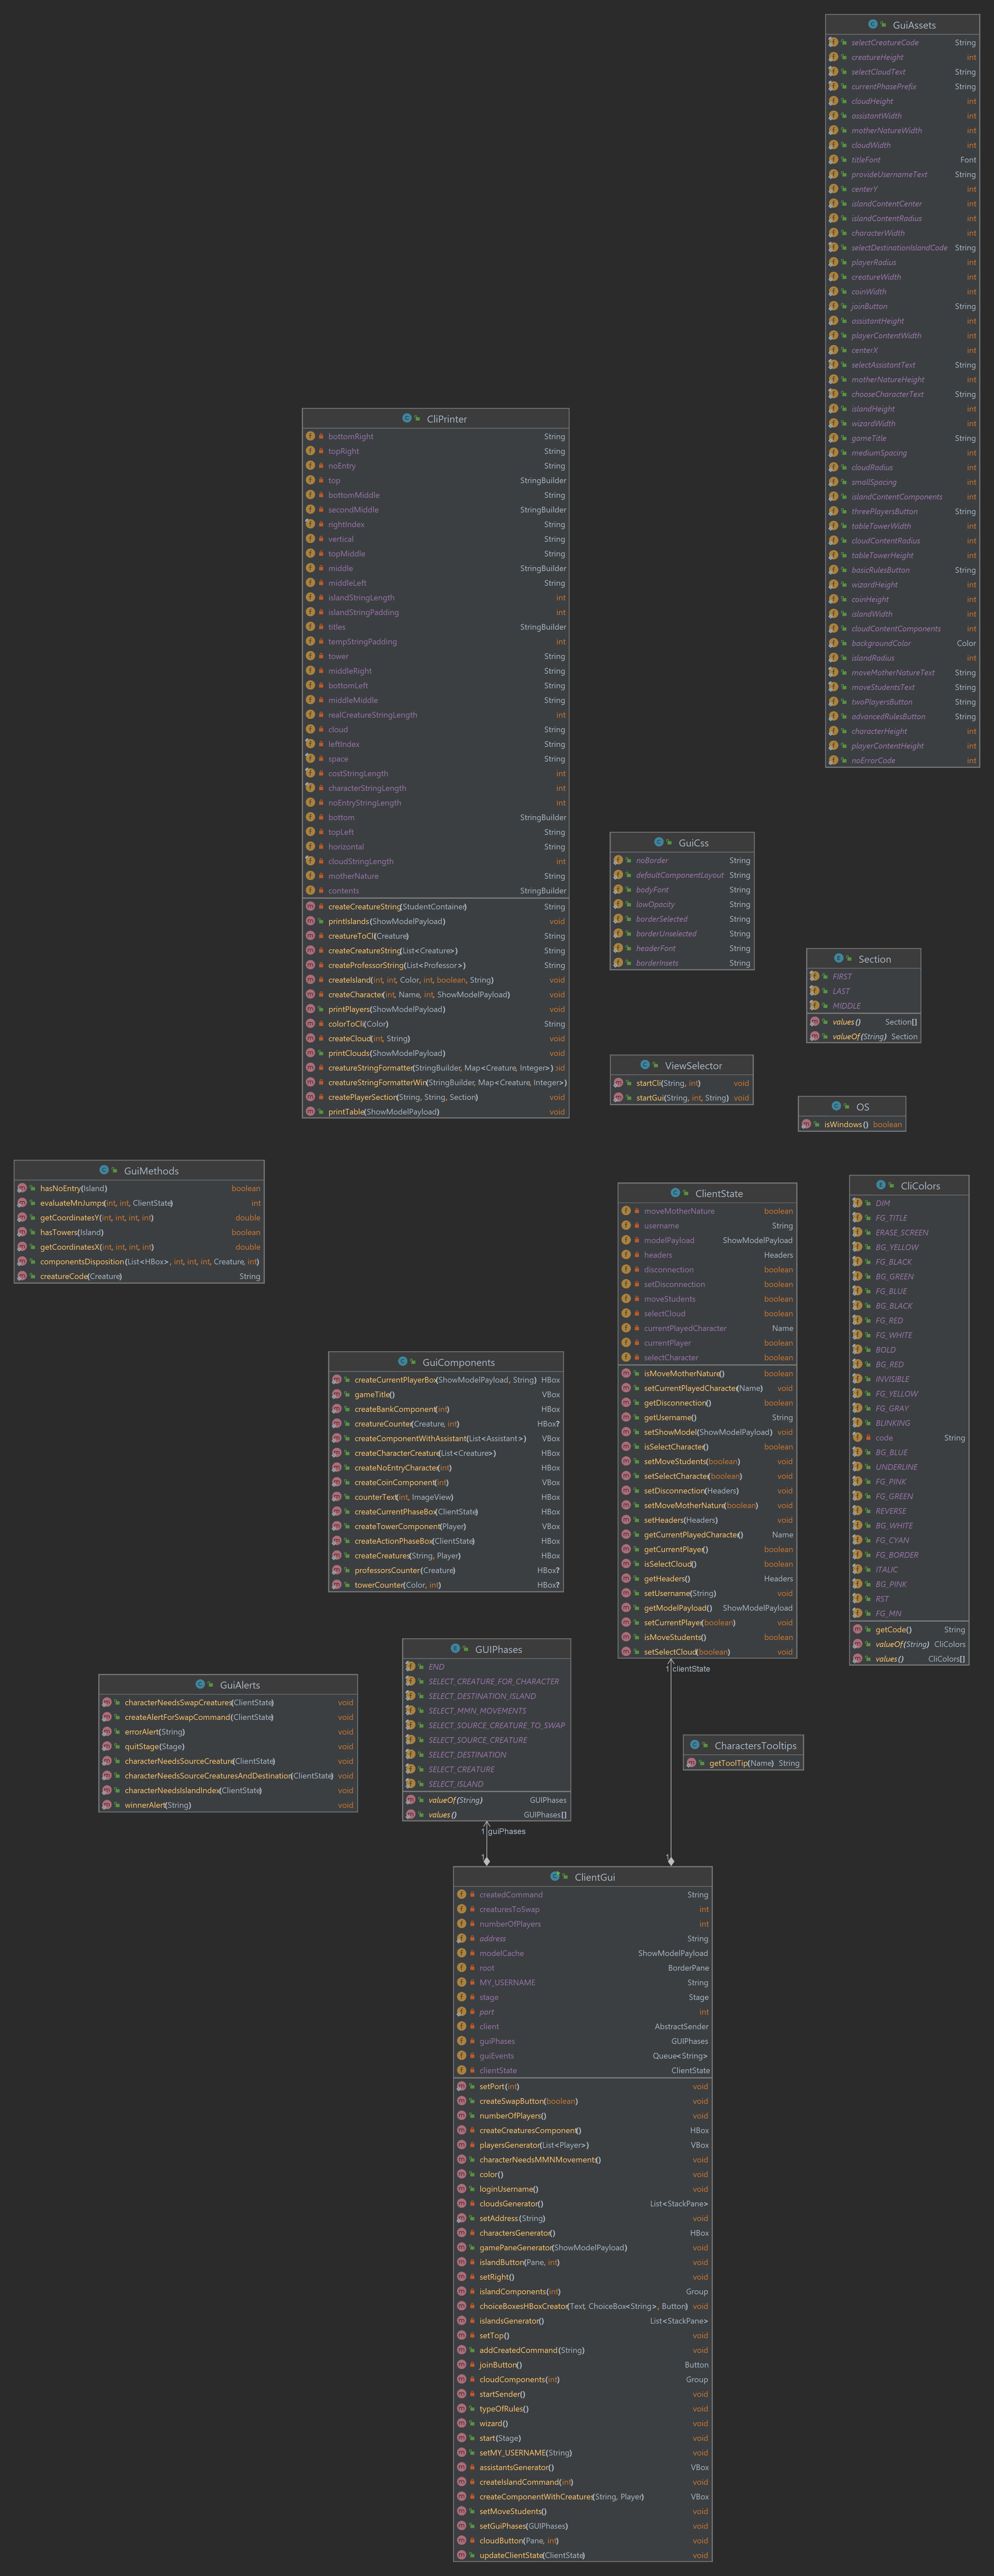 GuiAssets
selectCreatureCode String
creatureHeight int
selectCloudText String
currentPhasePrefix String
cloudHeight int
assistantWidth int
motherNatureWidth int
cloudWidth int
titleFont Font
provideUsernameText String
centerY int
islandContentCenter int
islandContentRadius int
characterWidth int
selectDestinationIslandCode String
playerRadius int
creatureWidth int
coinWidth int
joinButton String
assistantHeight int
playerContentWidth int
centerX int
selectAssistantText String
motherNatureHeight int
chooseCharacterText String
islandHeight int
wizardWidth int
gameTitle String
mediumSpacing int
cloudRadius int
smallSpacing int
islandContentComponents int
threePlayersButton String
tableTowerWidth int
cloudContentRadius int
tableTowerHeight int
basicRulesButton String
wizardHeight int
coinHeight int
islandWidth int
cloudContentComponents int
backgroundColor Color
islandRadius int
moveMotherNatureText String
moveStudentsText String
twoPlayersButton String
advancedRulesButton String
characterHeight int
playerContentHeight int
noErrorCode int
CliPrinter
bottomRight String
topRight String
noEntry String
top StringBuilder
bottomMiddle String
secondMiddle StringBuilder
rightIndex String
vertical String
topMiddle String
middle StringBuilder
middleLeft String
islandStringLength int
islandStringPadding int
titles StringBuilder
tempStringPadding int
tower String
middleRight String
bottomLeft String
middleMiddle String
realCreatureStringLength int
cloud String
leftIndex String
space String
costStringLength int
characterStringLength int
noEntryStringLength int
bottom StringBuilder
topLeft String
horizontal String
cloudStringLength int
motherNature String
contents StringBuilder
createCreatureString(StudentContainer) String
printIslands(ShowModelPayload) void
creatureToCli(Creature) String
createCreatureString(List<Creature>) String
createProfessorString(List<Professor>) String
createIsland(int, int, Color, int, boolean, String) void
createCharacter(int, Name, int, ShowModelPayload) void
printPlayers(ShowModelPayload) void
colorToCli(Color) String
createCloud(int, String) void
printClouds(ShowModelPayload) void
creatureStringFormatter(StringBuilder, Map<Creature, Integer>) :id
creatureStringFormatterWin(StringBuilder, Map<Creature, Integer>)
createPlayerSection(String, String, Section) void
printTable(ShowModelPayload) void
GuiCss
noBorder String
defaultComponentLayout String
bodyFont String
lowOpacity String
borderSelected String
borderUnselected String
headerFont String
borderInsets String
Section
FIRST
LAST
MIDDLE
values() Section[]
valueOf(String) Section
ViewSelector
startCli(String, int) void
startGui(String, int, String) void
OS
isWindows() boolean
GuiMethods
hasNoEntry(Island) boolean
evaluateMnJumps(int, int, ClientState) int
getCoordinatesY(int, int, int, int) double
hasTowers(Island) boolean
getCoordinatesX(int, int, int, int) double
componentsDisposition(List<HBox>, int, int, int, Creature, int)
creatureCode(Creature) String
ClientState
moveMotherNature boolean
username String
modelPayload ShowModelPayload
headers Headers
disconnection boolean
setDisconnection boolean
moveStudents boolean
selectCloud boolean
currentPlayedCharacter Name
currentPlayer boolean
selectCharacter boolean
isMoveMotherNature() boolean
setCurrentPlayedCharacter(Name) void
getDisconnection() boolean
getUsername() String
setShowModel(ShowModelPayload) void
isSelectCharacter() boolean
setMoveStudents(boolean) void
setSelectCharacter(boolean) void
setDisconnection(Headers) void
setMoveMotherNature(boolean) void
setHeaders(Headers) void
getCurrentPlayedCharacter() Name
getCurrentPlayer() boolean
isSelectCloud() boolean
getHeaders() Headers
setUsername(String) void
getModelPayload() ShowModelPayload
setCurrentPlayer(boolean) void
isMoveStudents() boolean
setSelectCloud(boolean) void
CliColors
DIM
FG_TITLE
ERASE_SCREEN
BG_YELLOW
FG_BLACK
BG_GREEN
FG_BLUE
BG_BLACK
FG_RED
FG_WHITE
BOLD
BG_RED
INVISIBLE
FG_YELLOW
FG_GRAY
BLINKING
code String
BG_BLUE
UNDERLINE
FG_PINK
FG_GREEN
REVERSE
BG_WHITE
FG_CYAN
FG_BORDER
ITALIC
BG_PINK
RST
FG_MN
getCode() String
valueOf(String) CliColors
values() CliColors[]
GuiComponents
createCurrentPlayerBox(ShowModelPayload, String) HBox
gameTitle() VBox
createBankComponent(int) HBox
creatureCounter(Creature, int) HBox?
createComponentWithAssistant(List<Assistant>) VBox
createCharacterCreature(List<Creature>) HBox
createNoEntryCharacter(int) HBox
createCoinComponent(int) VBox
counterText(int, ImageView) HBox
createCurrentPhaseBox(ClientState) HBox
createTowerComponent(Player) VBox
createActionPhaseBox(ClientState) HBox
createCreatures(String, Player) HBox
professorsCounter(Creature) HBox?
towerCounter(Color, int) HBox?
GUIPhases
END
SELECT_CREATURE_FOR_CHARACTER
SELECT_DESTINATION_ISLAND
SELECT_MMN_MOVEMENTS
SELECT_SOURCE_CREATURE_TO_SWAP
SELECT_SOURCE_CREATURE
SELECT_DESTINATION
SELECT_CREATURE
SELECT_ISLAND
valueOf(String) GUIPhases
values() GUIPhases[]
GuiAlerts
characterNeedsSwapCreatures(ClientState) void
createAlertForSwapCommand(ClientState) void
errorAlert(String) void
quitStage(Stage) void
characterNeedsSourceCreature(ClientState) void
characterNeedsSourceCreaturesAndDestination(ClientState) void
characterNeedsIslandIndex(ClientState) void
winnerAlert(String) void
1 clientState
CharactersTooltips
getToolTip(Name) String
1 guiPhases
1
1
ClientGui
createdCommand String
creaturesToSwap int
numberOfPlayers int
address String
modelCache ShowModelPayload
root BorderPane
MY_USERNAME String
stage Stage
port int
client AbstractSender
guiPhases GUIPhases
guiEvents Queue<String>
clientState ClientState
setPort(int) void
createSwapButton(boolean) void
numberOfPlayers() void
createCreaturesComponent() HBox
playersGenerator(List<Player>) VBox
characterNeedsMMNMovements() void
color() void
loginUsername() void
cloudsGenerator() List<StackPane>
setAddress(String) void
charactersGenerator() HBox
gamePaneGenerator(ShowModelPayload) void
islandButton(Pane, int) void
setRight() void
islandComponents(int) Group
choiceBoxesHBoxCreator(Text, ChoiceBox<String>, Button) void
islandsGenerator() List<StackPane>
setTop() void
addCreatedCommand(String) void
joinButton() Button
cloudComponents(int) Group
startSender() void
typeOfRules() void
wizard() void
start(Stage) void
setMY_USERNAME(String) void
assistantsGenerator() VBox
createIslandCommand(int) void
createComponentWithCreatures(String, Player) VBox
setMoveStudents() void
setGuiPhases(GUIPhases) void
cloudButton(Pane, int) void
updateClientState(ClientState) void